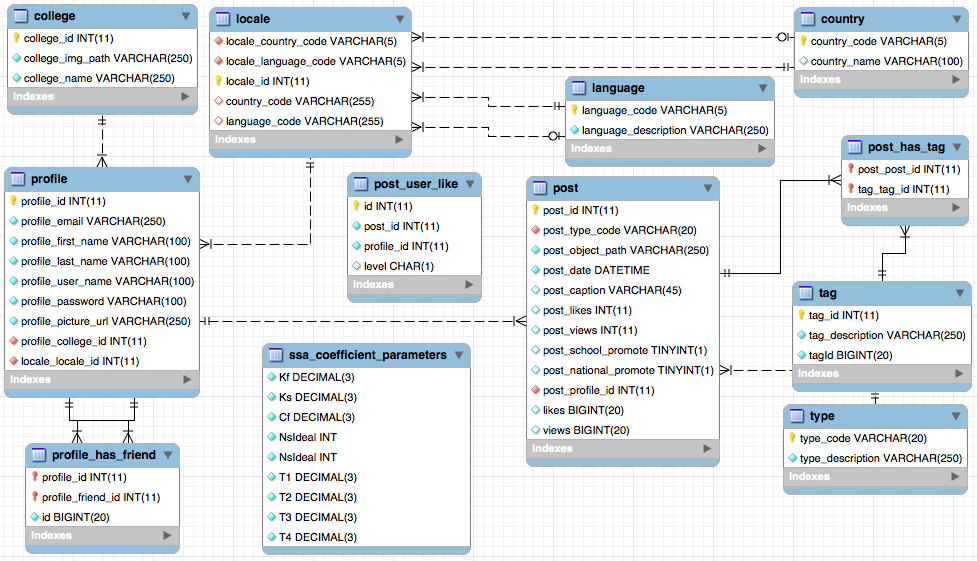 college
college_id INT(11)
college_img_path VARCHAR(250)
college_name VARCHAR(250)
Indexes
locale
locale_country_code VARCHAR(5)
locale_language_code VARCHAR(5)
locale_id INT(11)
country_code VARCHAR(255)
language_code VARCHAR(255)
Indexes
country
country_code VARCHAR(5)
country_name VARCHAR(100)
Indexes
language
language_code VARCHAR(5)
language_description VARCHAR(250)
Indexes
profile
profile_id INT(11)
profile_email VARCHAR(250)
profile_first_name VARCHAR(100)
profile_last_name VARCHAR(100)
profile_user_name VARCHAR(100)
profile_password VARCHAR(100)
profile_picture_url VARCHAR(250)
profile_college_id INT(11)
locale_locale_id INT(11)
Indexes
post_user_like
id INT(11)
post_id INT(11)
profile_id INT(11)
level CHAR(1)
Indexes
post
post_id INT(11)
post_type_code VARCHAR(20)
post_object_path VARCHAR(250)
post_date DATETIME
post_caption VARCHAR(45)
post_likes INT(11)
post_views INT(11)
post_school_promote TINYINT(1)
post_national_promote TINYINT(1)
post_profile_id INT(11)
likes BIGINT(20)
views BIGINT(20)
Indexes
post_has_tag
post_post_id INT(11)
tag_tag_id INT(11)
Indexes
tag
tag_id INT(11)
tag_description VARCHAR(250)
tagId BIGINT(20)
Indexes
ssa_coefficient_parameters
Kf DECIMAL(3)
Ks DECIMAL(3)
Cf DECIMAL(3)
NsIdeal INT
NsIdeal INT
T1 DECIMAL(3)
T2 DECIMAL(3)
T3 DECIMAL(3)
T4 DECIMAL(3)
type
type_code VARCHAR(20)
type_description VARCHAR(250)
Indexes
profile_has_friend
profile_id INT(11)
profile_friend_id INT(11)
id BIGINT(20)
Indexes